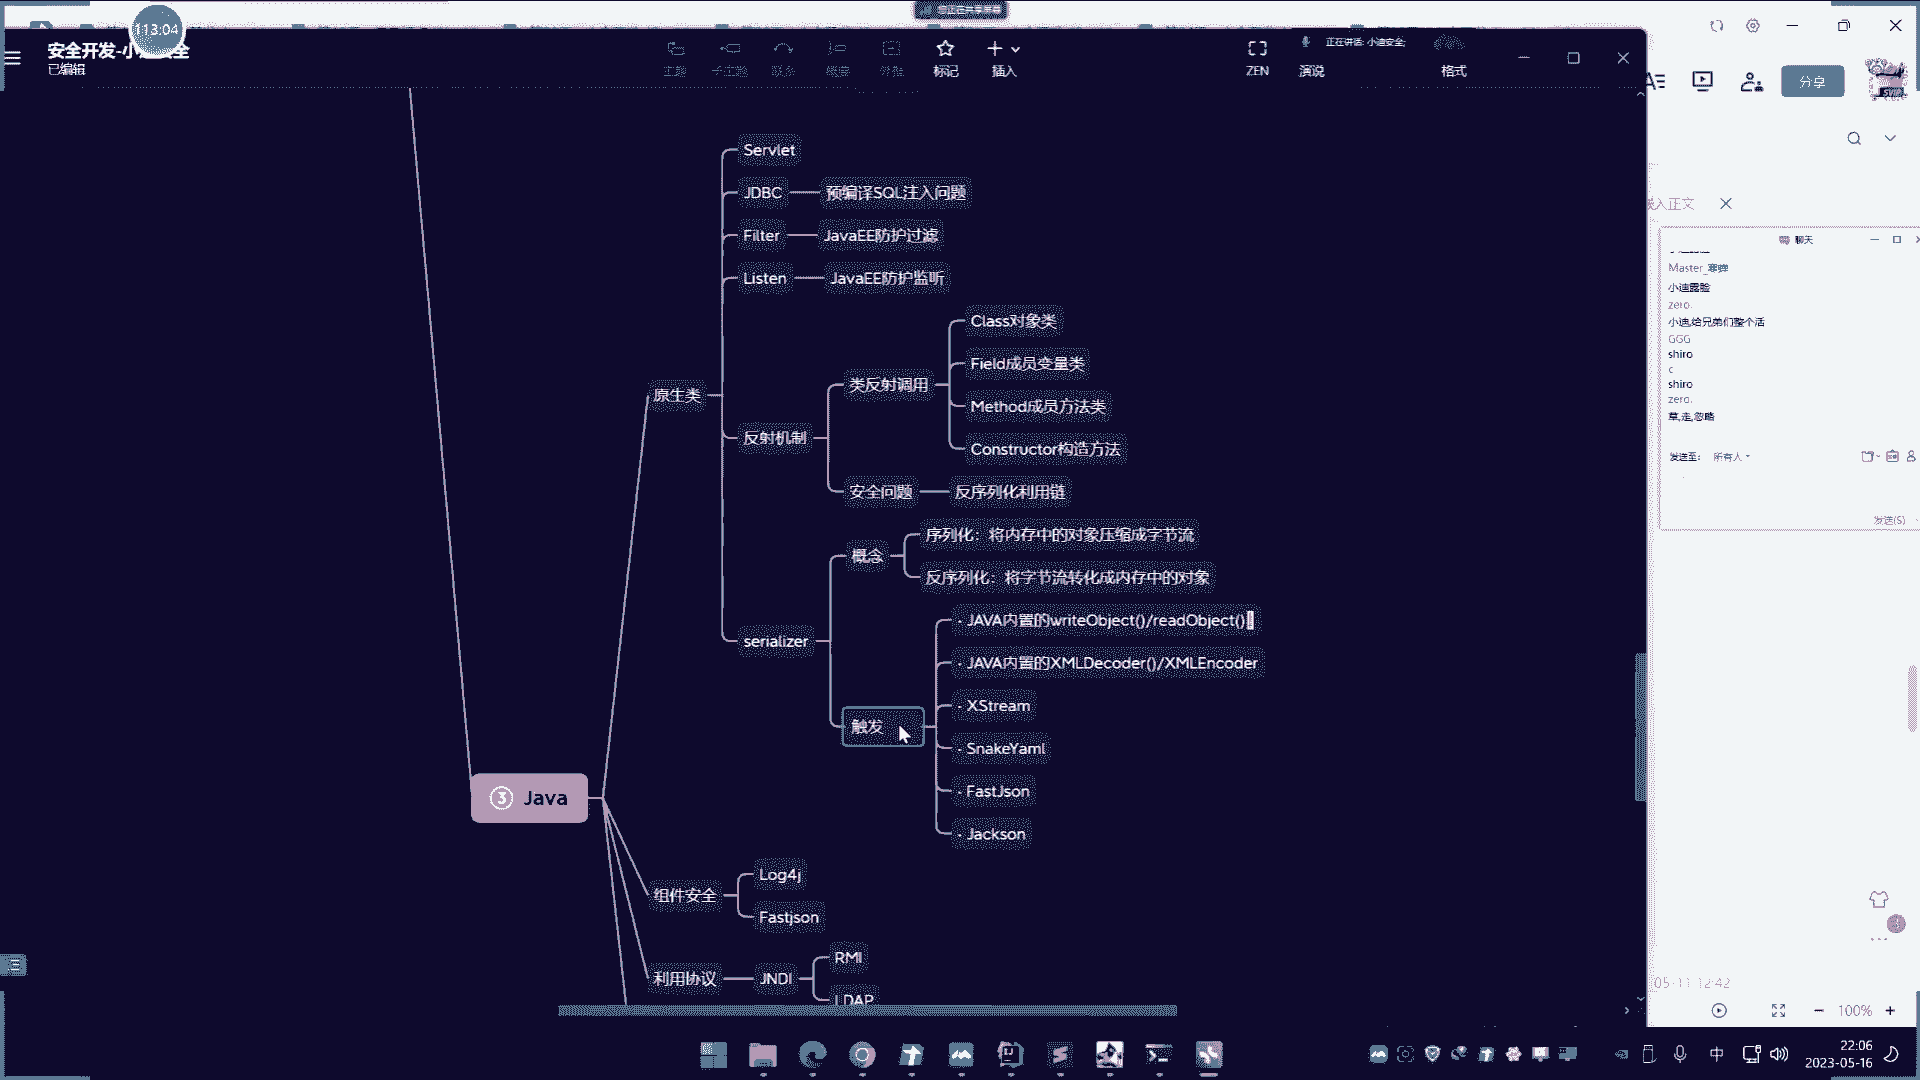 113:04
您正在共享屏幕
安全开发-小
安全
已编辑
主题
子主题
联系
概要
外框
标记
插入
ZEN
演说
正在讲话: 小迪安全;
格式
分享
Servlet
JDBC
预编译SQL注入问题
Filter
JavaEE防护过滤
Listen
JavaEE防护监听
Class对象类
Field成员变量类
类反射调用
Method成员方法类
原生类
反射机制
Constructor构造方法
安全问题
反序列化利用链
概念
序列化：将内存中的对象压缩成字节流
反序列化：将字节流转化成内存中的对象
serializer
- JAVA内置的writeObject()/readObject()
- JAVA内置的XMLDecoder()/XMLEncoder
- XStream
触发
- SnakeYaml
- FastJson
- Jackson
③ Java
Log4j
组件安全
Fastjson
RMI
利用协议
JNDI
LDAP
嵌入正文
聊天
Master_寒蝉
小迪露脸
zero.
小迪,给兄弟们整个活
GGG
shiro
c
shiro
zero.
草,走,忽略
发送至:
所有人
发送(S)
05-11 12:42
100%
中
22:06
2023-05-16